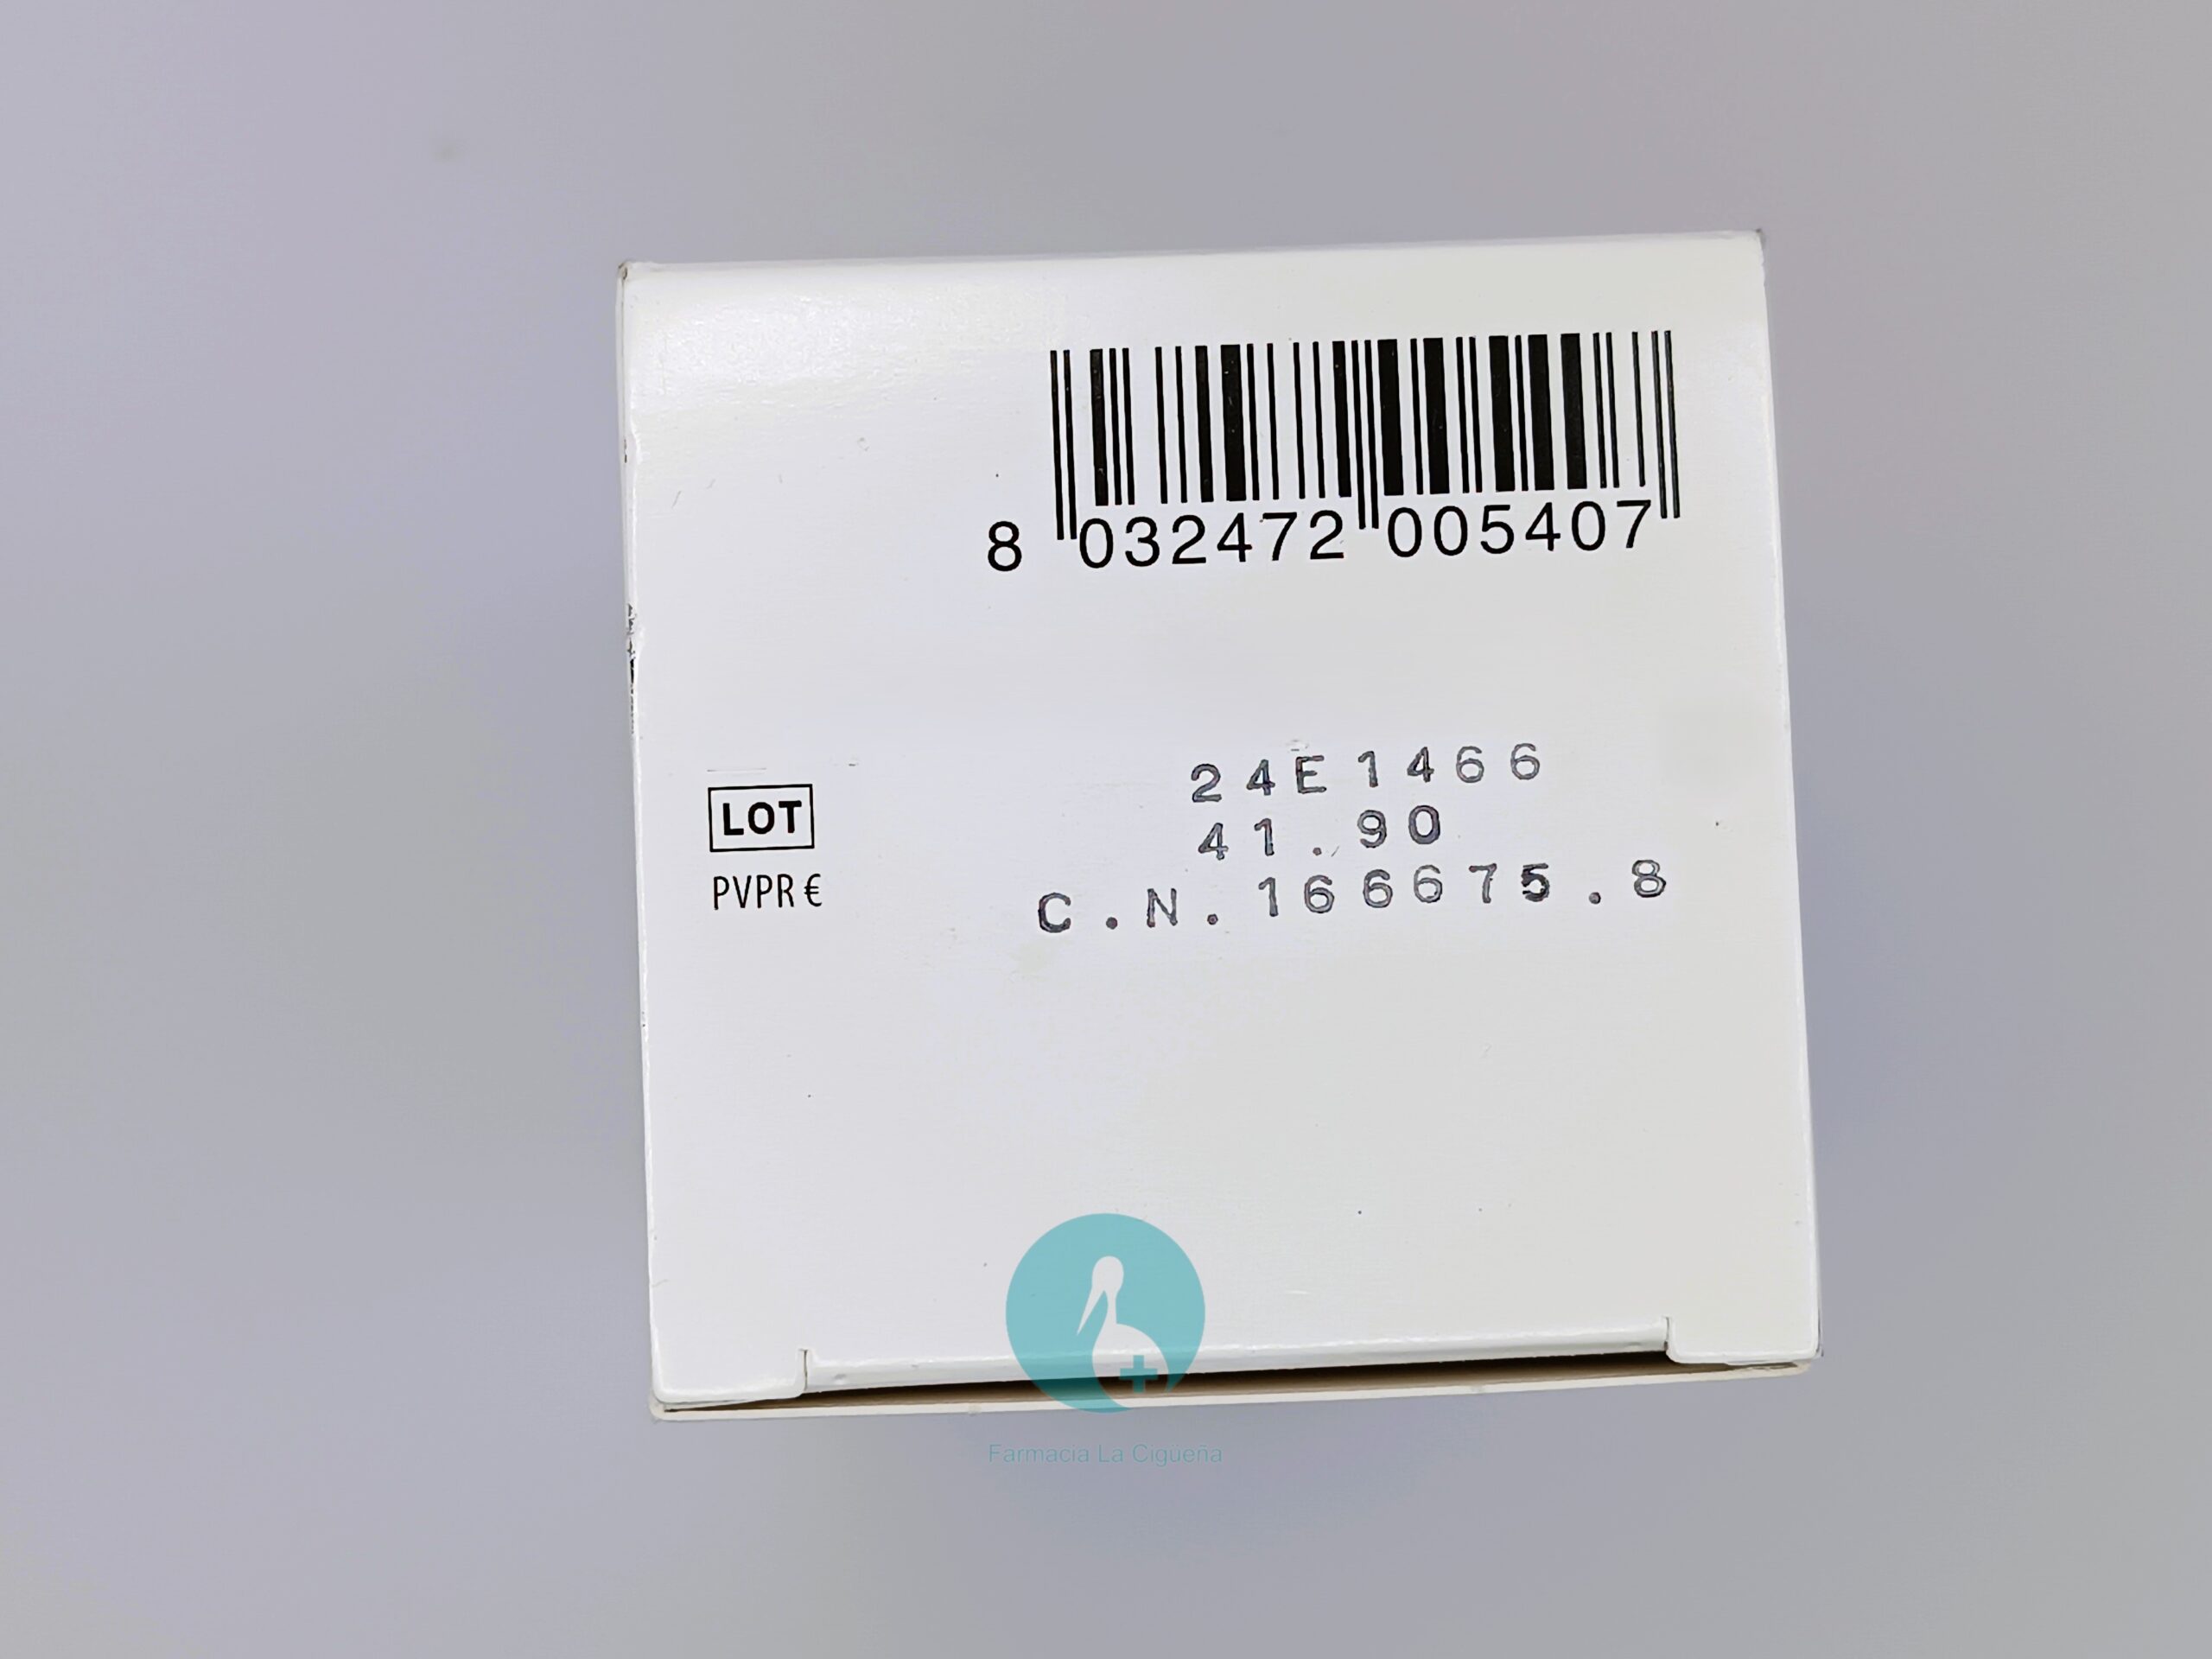 8 032472 005407
24E1466
LOT 41.90
PVPR € C.N.166675.8
Farmacia La Cigüeña